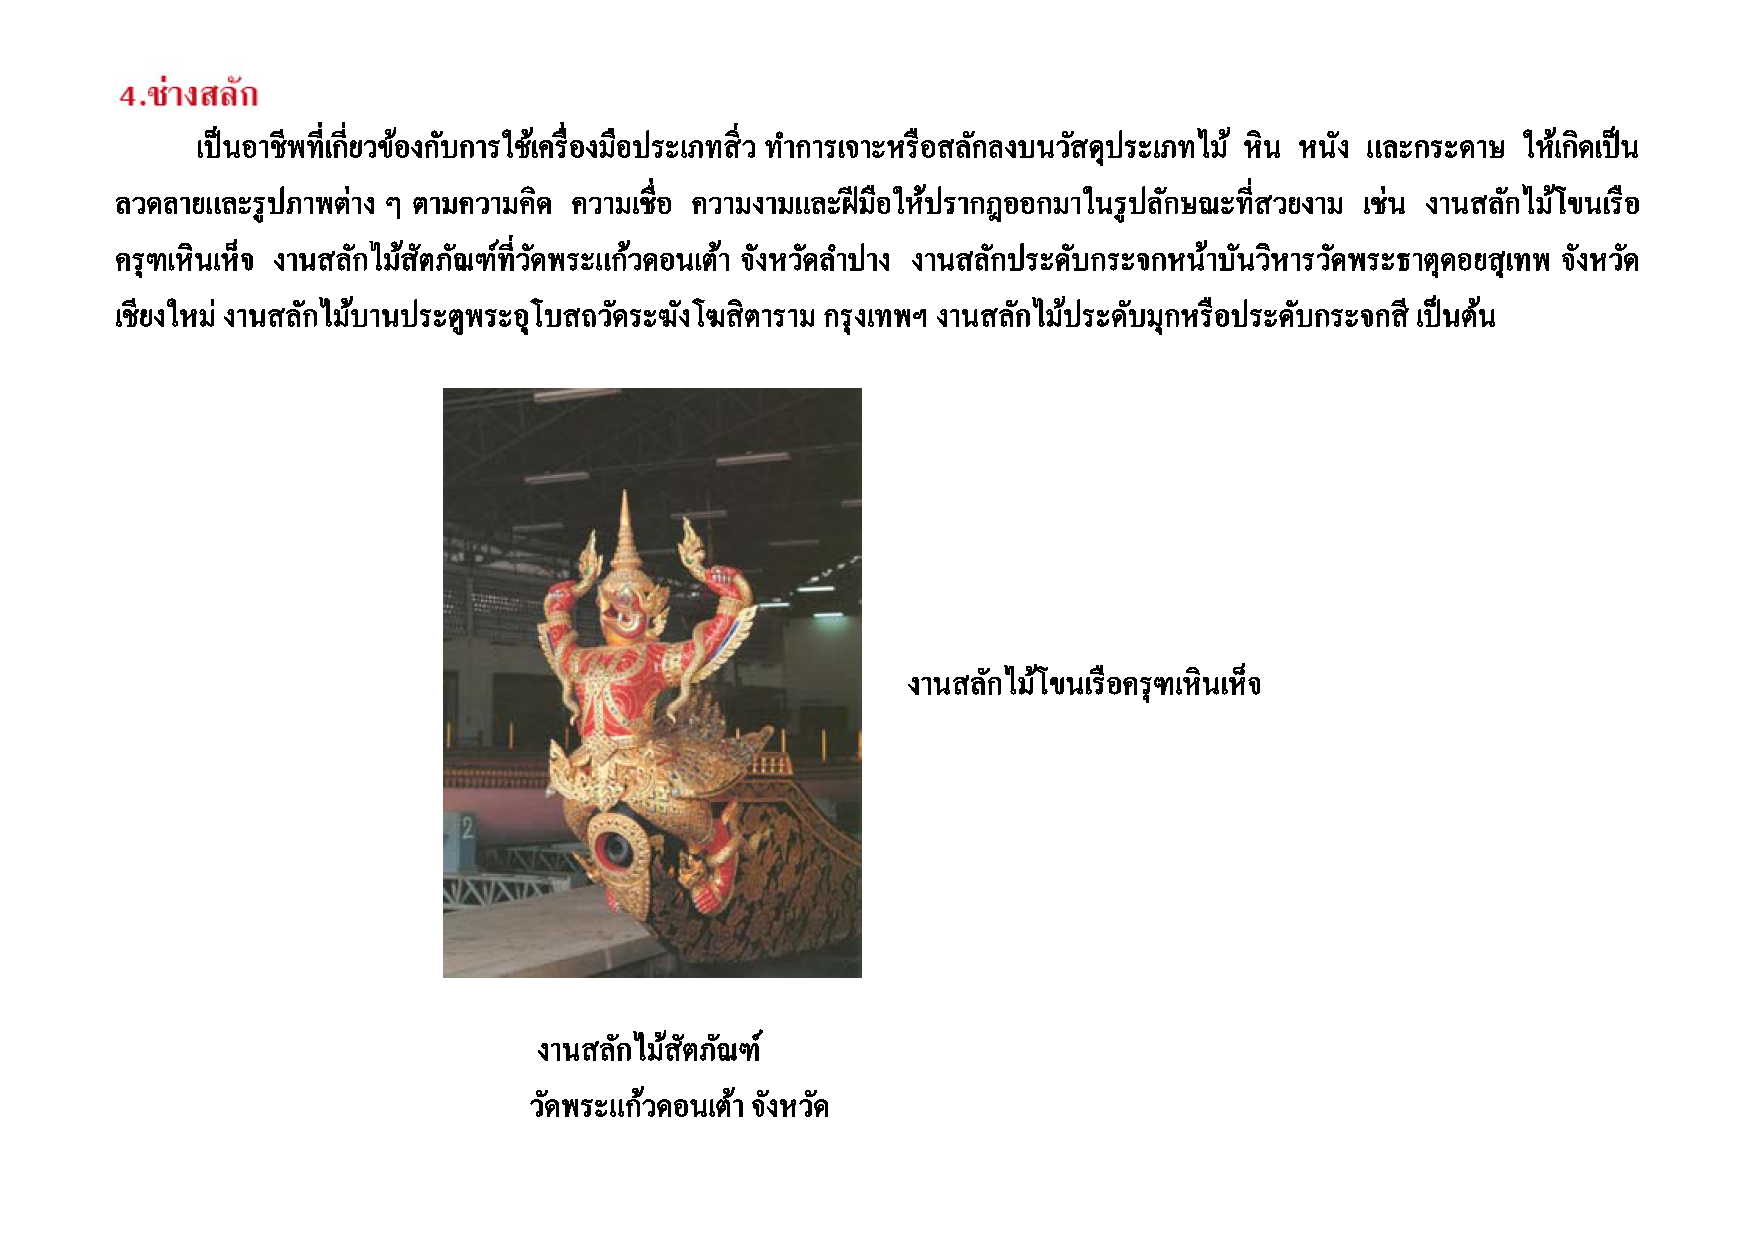 4.ช่างสลัก
เป็นอาชีพที่เกี่ยวข้องกับการใช้เครื่องมือประเภทสิ่ว ทำการเจาะหรือสลักลงบนวัสดุประเภทไม้ หิน หนัง และกระดาษ ให้เกิดเป็น
ลวดลายและรูปภาพต่าง ๆ ตามความคิด ความเชื่อ ความงามและฝีมือให้ปรากฎออกมาในรูปลักษณะที่สวยงาม เช่น งานสลักไม้โขนเรือ
ครุฑเหินเห็จ งานสลักไม้สัตภัณฑ์ที่วัดพระแก้วดอนเต้า จังหวัดลำปาง งานสลักประดับกระจกหน้าบันวิหารวัดพระธาตุดอยสุเทพ จังหวัด
เชียงใหม่ งานสลักไม้บานประตูพระอุโบสถวัดระฆังโฆสิตาราม กรุงเทพฯ งานสลักไม้ประดับมุกหรือประดับกระจกสี เป็นต้น
2
งานสลักไม้โขนเรือครุฑเหินเห็จ
งานสลักไม้สัตภัณฑ์
วัดพระแก้วดอนเต้า จังหวัด